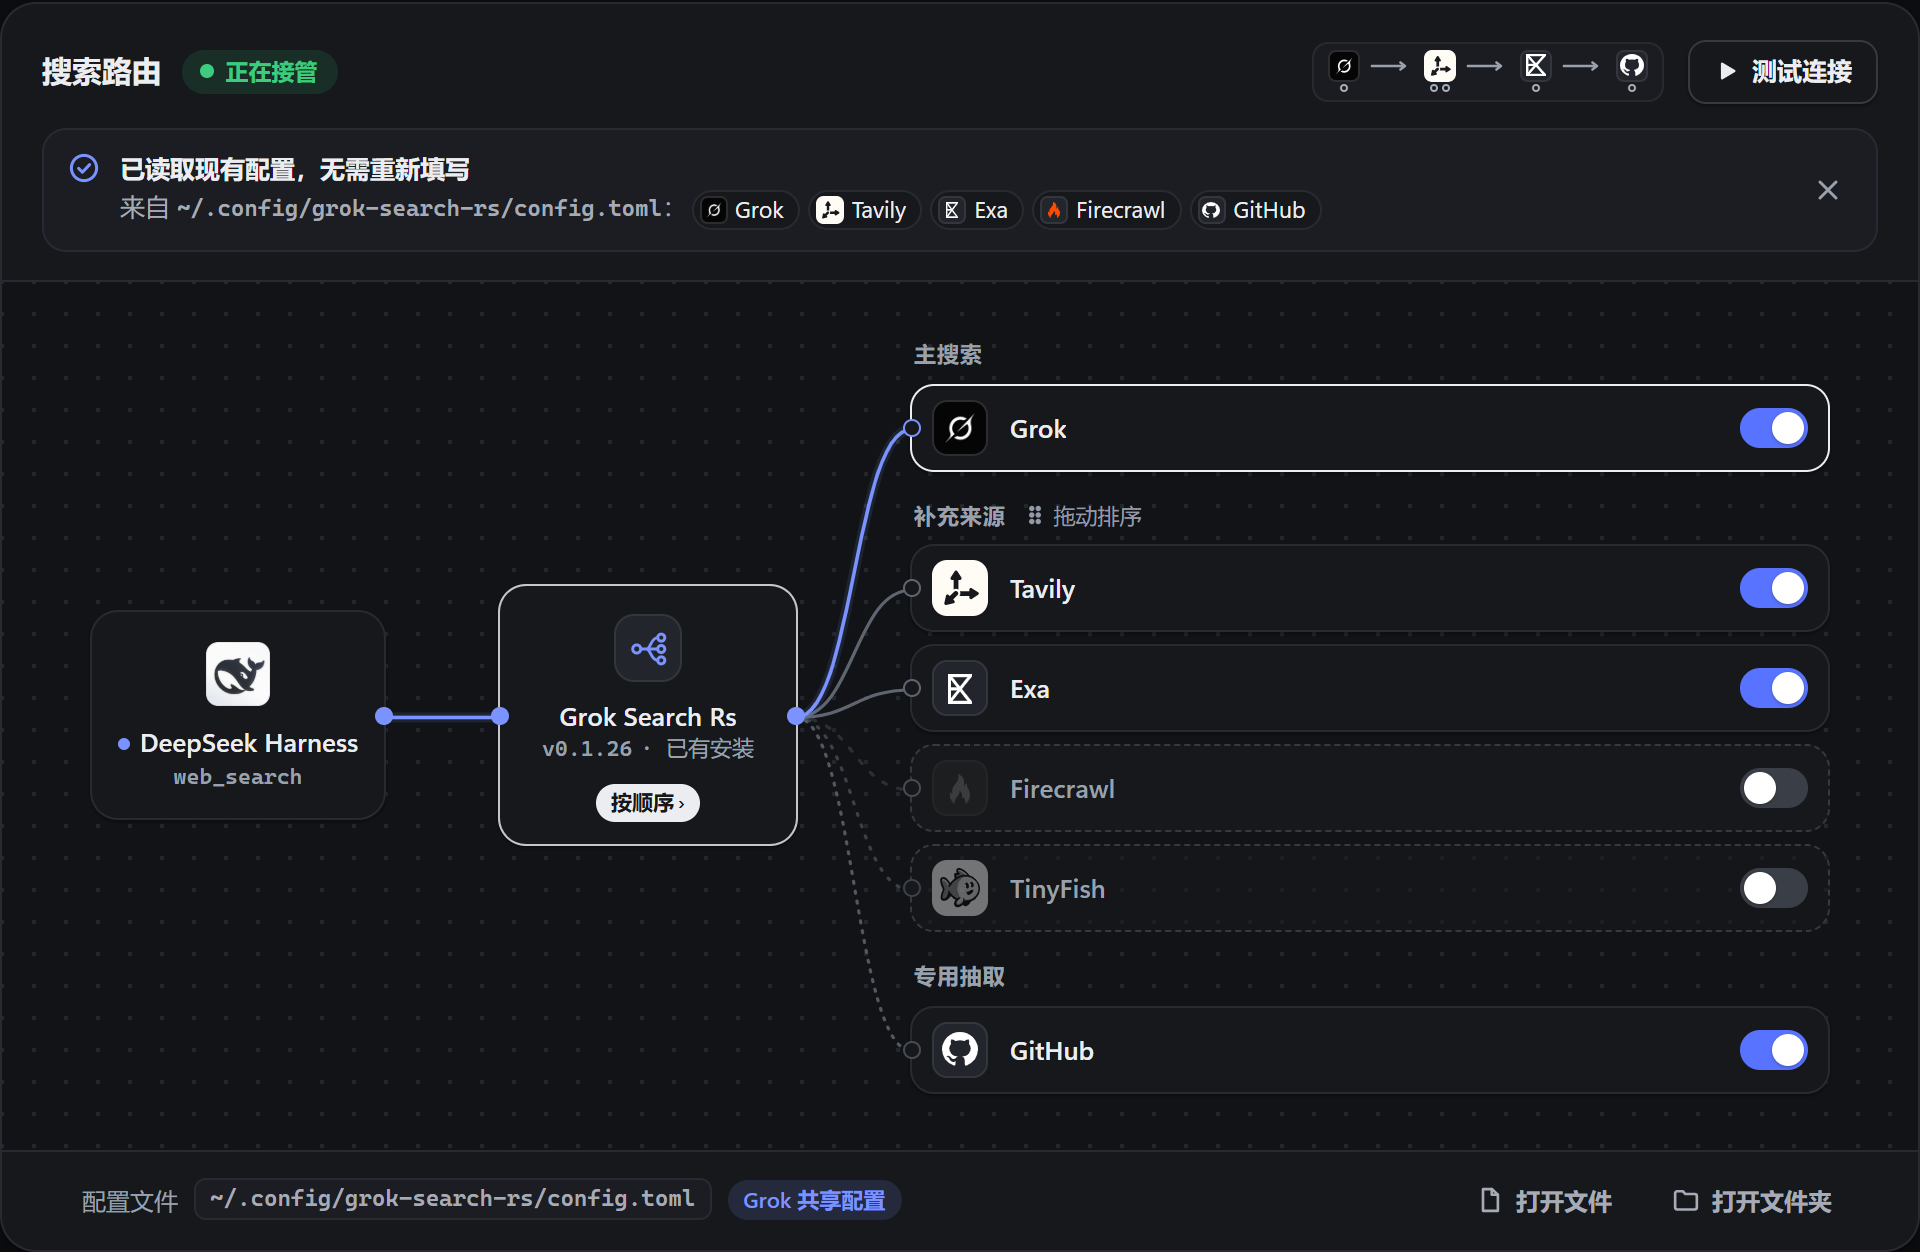 搜索路由
正在接管
测试连接
已读取现有配置，无需重新填写
来自 ~/.config/grok-search-rs/config.toml： Grok Tavily Exa Firecrawl GitHub
主搜索
Grok
补充来源 拖动排序
Tavily
Exa
Firecrawl
TinyFish
专用抽取
GitHub
DeepSeek Harness
web_search
Grok Search Rs
v0.1.26 · 已有安装
按顺序 ›
配置文件 ~/.config/grok-search-rs/config.toml Grok 共享配置
打开文件
打开文件夹